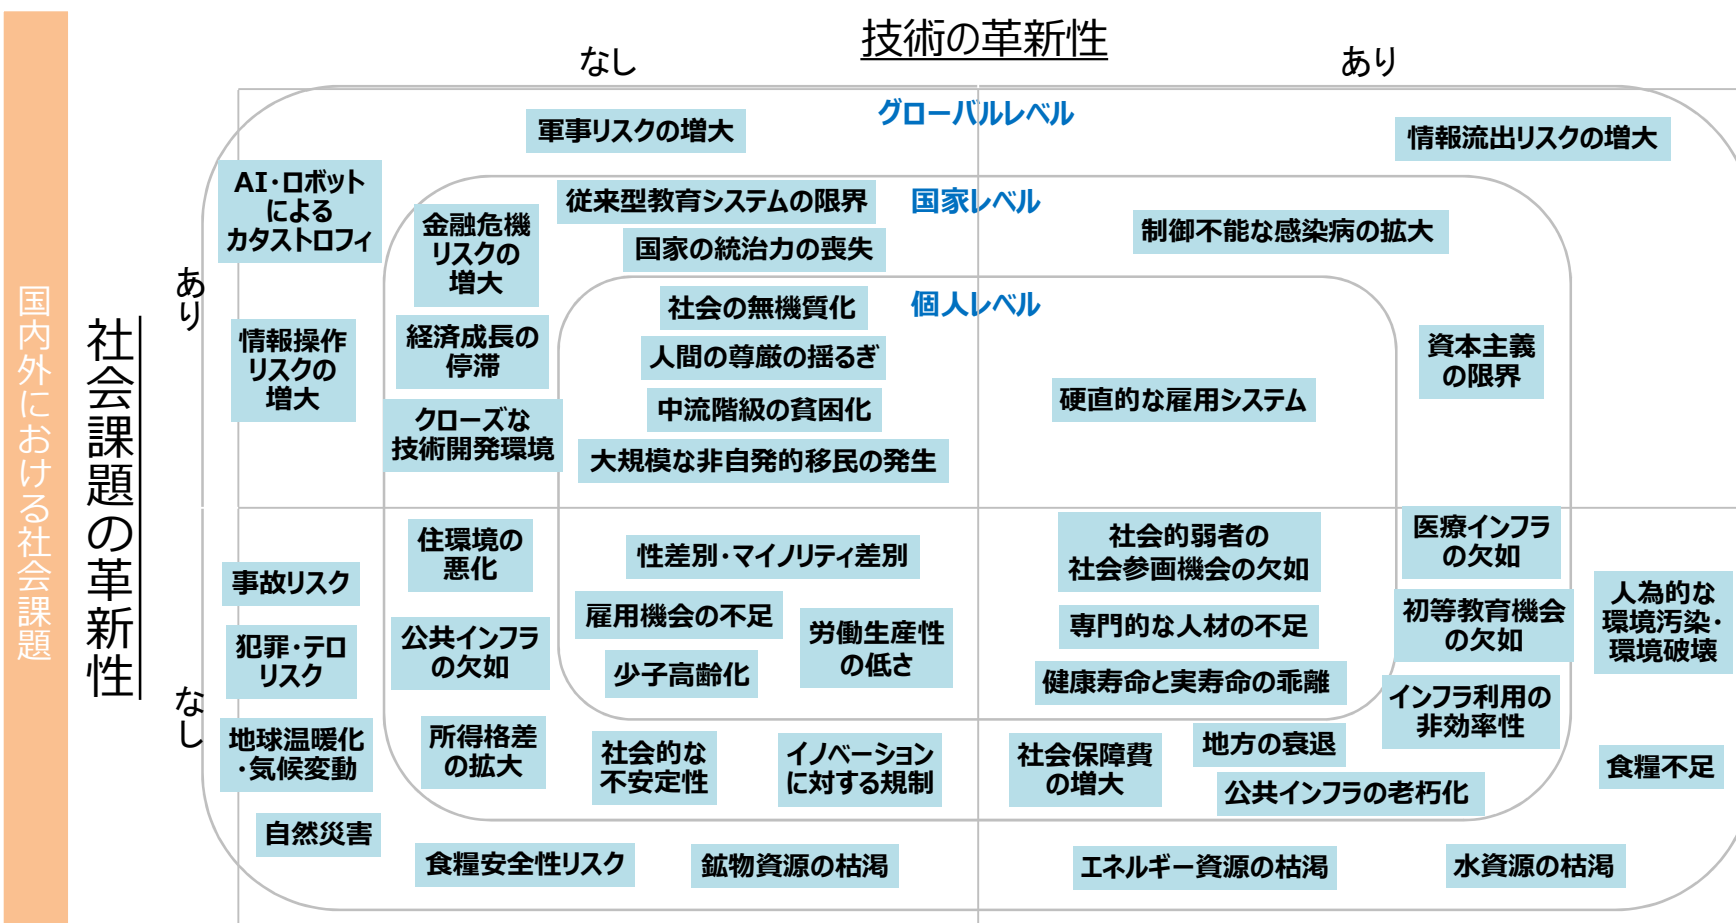 国内外における社会課題
技術の革新性
なし
あり
社会課題の革新性
あり
なし
グローバルレベル
軍事リスクの増大
情報流出リスクの増大
AI・ロボット
による
カタストロフィ
情報操作
リスクの
増大
国家レベル
従来型教育システムの限界
国家の統治力の喪失
制御不能な感染病の拡大
金融危機
リスクの
増大
経済成長の
停滞
クローズな
技術開発環境
資本主義
の限界
個人レベル
社会の無機質化
人間の尊厳の揺るぎ
中流階級の貧困化
大規模な非自発的移民の発生
硬直的な雇用システム
事故リスク
犯罪・テロ
リスク
地球温暖化
・気候変動
自然災害
住環境の
悪化
公共インフラ
の欠如
所得格差
の拡大
性差別・マイノリティ差別
雇用機会の不足
少子高齢化
労働生産性
の低さ
社会的な
不安定性
イノベーション
に対する規制
食糧安全性リスク
鉱物資源の枯渇
社会的弱者の
社会参画機会の欠如
専門的な人材の不足
健康寿命と実寿命の乖離
医療インフラ
の欠如
初等教育機会
の欠如
インフラ利用の
非効率性
人為的な
環境汚染・
環境破壊
社会保障費
の増大
地方の衰退
公共インフラの老朽化
食糧不足
エネルギー資源の枯渇
水資源の枯渇